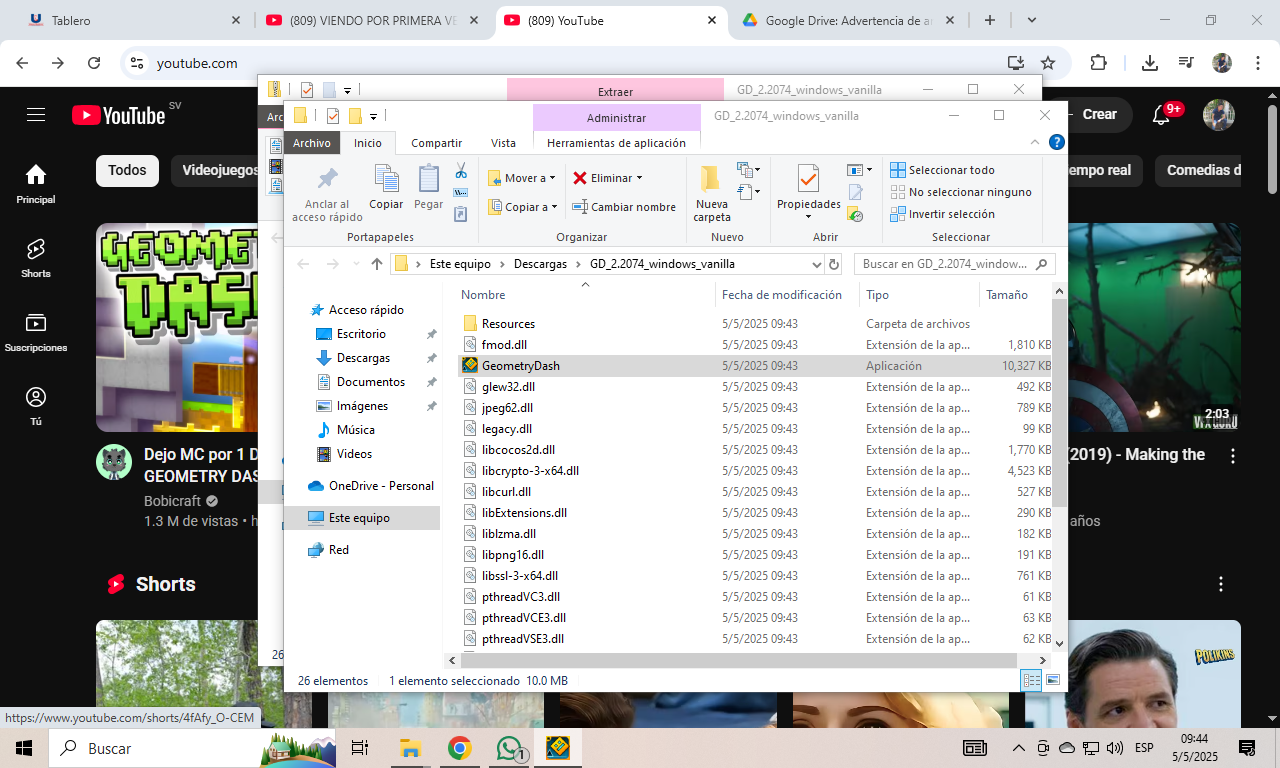 Tablero
(809) VIENDO POR PRIMERA VE
(809) YouTube
Google Drive: Advertencia de a
youtube.com
Extraer
GD_2.2074_windows_vanilla
Administrar
GD_2.2074_windows_vanilla
Archivo
Inicio
Compartir
Vista
Herramientas de aplicación
Anclar al acceso rápido
Copiar
Pegar
Mover a
Copiar a
Eliminar
Cambiar nombre
Nueva carpeta
Propiedades
Seleccionar todo
No seleccionar ninguno
Invertir selección
Portapapeles
Organizar
Nuevo
Abrir
Seleccionar
Este equipo
Descargas
GD_2.2074_windows_vanilla
Buscar en GD_2.2074_window...
Nombre
Fecha de modificación
Tipo
Tamaño
Acceso rápido
Escritorio
Descargas
Documentos
Imágenes
Música
Videos
OneDrive - Personal
Este equipo
Red
Resources 5/5/2025 09:43 Carpeta de archivos
fmod.dll 5/5/2025 09:43 Extensión de la ap... 1,810 KB
GeometryDash 5/5/2025 09:43 Aplicación 10,327 KB
glew32.dll 5/5/2025 09:43 Extensión de la ap... 492 KB
jpeg62.dll 5/5/2025 09:43 Extensión de la ap... 789 KB
legacy.dll 5/5/2025 09:43 Extensión de la ap... 99 KB
libcocos2d.dll 5/5/2025 09:43 Extensión de la ap... 1,770 KB
libcrypto-3-x64.dll 5/5/2025 09:43 Extensión de la ap... 4,523 KB
libcurl.dll 5/5/2025 09:43 Extensión de la ap... 527 KB
libExtensions.dll 5/5/2025 09:43 Extensión de la ap... 290 KB
liblzma.dll 5/5/2025 09:43 Extensión de la ap... 182 KB
libpng16.dll 5/5/2025 09:43 Extensión de la ap... 191 KB
libssl-3-x64.dll 5/5/2025 09:43 Extensión de la ap... 761 KB
pthreadVC3.dll 5/5/2025 09:43 Extensión de la ap... 61 KB
pthreadVCE3.dll 5/5/2025 09:43 Extensión de la ap... 63 KB
pthreadVSE3.dll 5/5/2025 09:43 Extensión de la ap... 62 KB
26 elementos
1 elemento seleccionado 10.0 MB
Arc
26
YouTube
SV
Crear
9+
Todos
Videojuegos
empo real
Comedias d
Principal
Shorts
Suscripciones
Tú
GEOME
DAS
Dejo MC por 1 D
GEOMETRY DAS
Bobicraft
1.3 M de vistas • h
2:03
(2019) - Making the
años
Shorts
POLIKINS
https://www.youtube.com/shorts/4fAfy_O-CEM
Buscar
1
ESP
09:44
5/5/2025